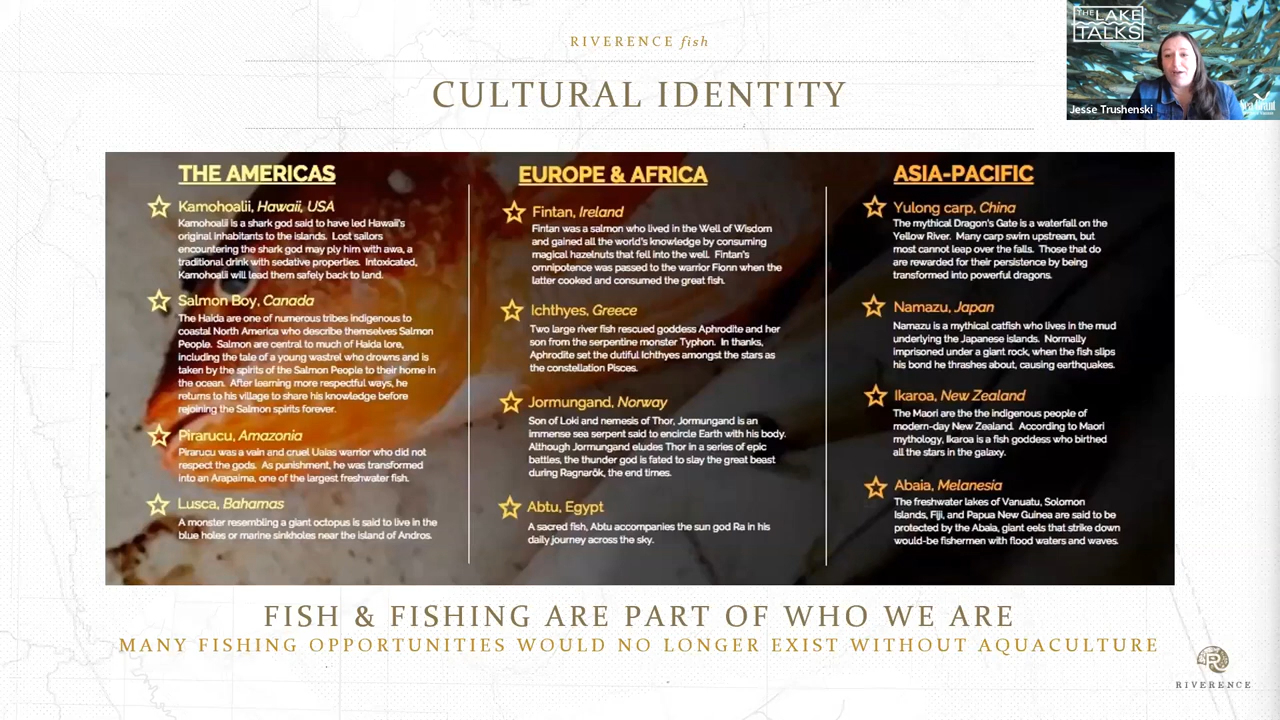 RIVERENCE fish
CULTURAL IDENTITY
THE LAKE
TALKS
Jesse Trushenski
THE AMERICAS
Kamohoalii, Hawaii, USA
Kamohoalii is a shark god said to have led Hawaii's
original inhabitants to the islands. Lost sailors
encountering the shark god may ply him with awa, a
traditional drink with sedative properties. Intoxicated,
Kamohoalii will lead them safely back to land.
Salmon Boy, Canada
The Haida are one of numerous tribes indigenous to
coastal North America who describe themselves Salmon
People. Salmon are central to much of Haida lore,
including the tale of a young wastrel who drowns and is
taken by the spirits of the Salmon People to their home in
the ocean. After learning more respectful ways, he
returns to his village to share his knowledge before
rejoining the Salmon spirits forever.
Pirarucu, Amazonia
Pirarucu was a vain and cruel Uaias warrior who did not
respect the gods. As punishment, he was transformed
into an Arapaima, one of the largest freshwater fish.
Lusca, Bahamas
A monster resembling a giant octopus is said to live in the
blue holes or marine sinkholes near the island of Andros.
EUROPE & AFRICA
Fintan, Ireland
Fintan was a salmon who lived in the Well of Wisdom
and gained all the world's knowledge by consuming
magical hazelnuts that fell into the well. Fintan's
omnipotence was passed to the warrior Fionn when the
latter cooked and consumed the great fish.
Ichthyes, Greece
Two large river fish rescued goddess Aphrodite and her
son from the serpentine monster Typhon. In thanks,
Aphrodite set the dutiful Ichthyes amongst the stars as
the constellation Pisces.
Jormungand, Norway
Son of Loki and nemesis of Thor, Jormungand is an
immense sea serpent said to encircle Earth with his body.
Although Jormungand eludes Thor in a series of epic
battles, the thunder god is fated to slay the great beast
during Ragnarök, the end times.
Abtu, Egypt
A sacred fish, Abtu accompanies the sun god Ra in his
daily journey across the sky.
ASIA-PACIFIC
Yulong carp, China
The mythical Dragon's Gate is a waterfall on the
Yellow River. Many carp swim upstream, but
most cannot leap over the falls. Those that do
are rewarded for their persistence by being
transformed into powerful dragons.
Namazu, Japan
Namazu is a mythical catfish who lives in the mud
underlying the Japanese islands. Normally
imprisoned under a giant rock, when the fish slips
his bond he thrashes about, causing earthquakes.
Ikaroa, New Zealand
The Maori are the the indigenous people of
modern-day New Zealand. According to Maori
mythology, Ikaroa is a fish goddess who birthed
all the stars in the galaxy.
Abaia, Melanesia
The freshwater lakes of Vanuatu, Solomon
Islands, Fiji, and Papua New Guinea are said to be
protected by the Abaia, giant eels that strike down
would-be fishermen with flood waters and waves.
FISH & FISHING ARE PART OF WHO WE ARE
MANY FISHING OPPORTUNITIES WOULD NO LONGER EXIST WITHOUT AQUACULTURE
RIVERENCE